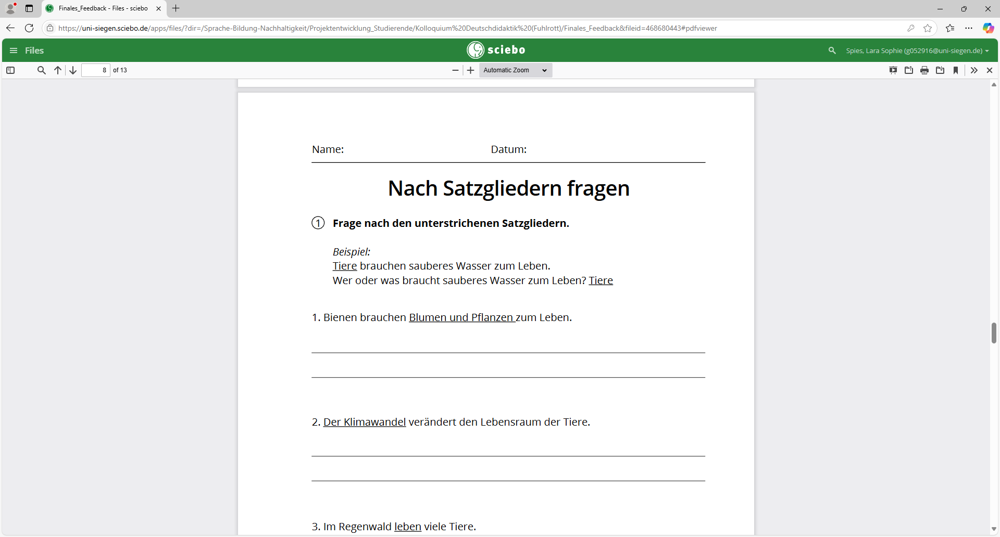 Finales_Feedback - Files - sciebo
https://uni-siegen.sciebo.de/apps/files/?dir=/Sprache-Bildung-Nachhaltigkeit/Projektentwicklung_Studierende/Kolloquium%20Deutschdidaktik%20(Fuhlrott)/Finales_Feedback&fileid=468680443#pdfviewer
Files
sciebo
Spies, Lara Sophie (g052916@uni-siegen.de)
8 of 13
Automatic Zoom
Name: Datum:
Nach Satzgliedern fragen
1 Frage nach den unterstrichenen Satzgliedern.
Beispiel:
Tiere brauchen sauberes Wasser zum Leben.
Wer oder was braucht sauberes Wasser zum Leben? Tiere
1. Bienen brauchen Blumen und Pflanzen zum Leben.
2. Der Klimawandel verändert den Lebensraum der Tiere.
3. Im Regenwald leben viele Tiere.